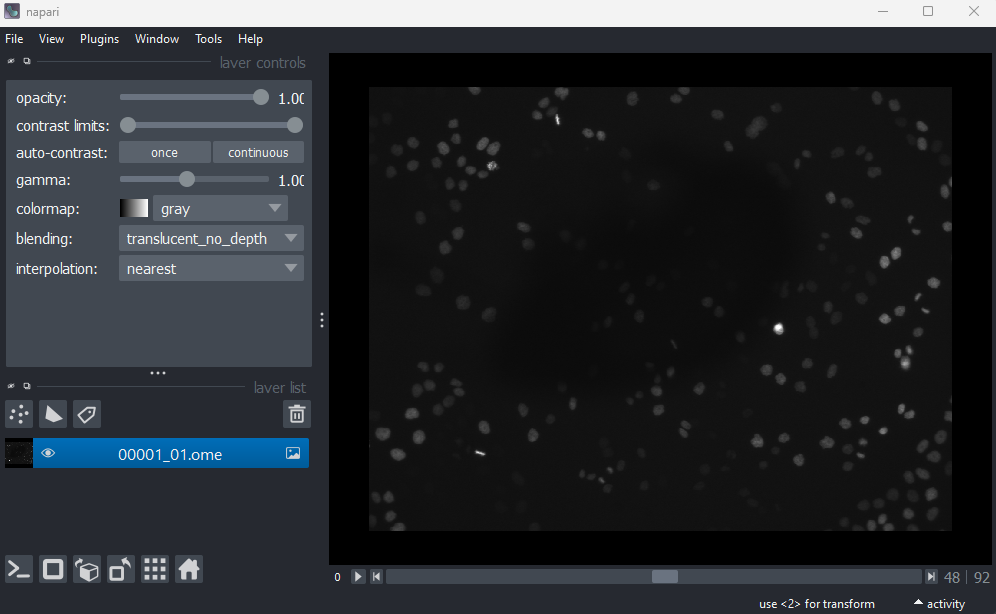 napari
File View Plugins Window Tools Help
layer controls
opacity: 1.00
contrast limits:
auto-contrast: once continuous
gamma: 1.00
colormap: gray
blending: translucent_no_depth
interpolation: nearest
layer list
00001_01.ome
0 48 | 92
use <2> for transform activity